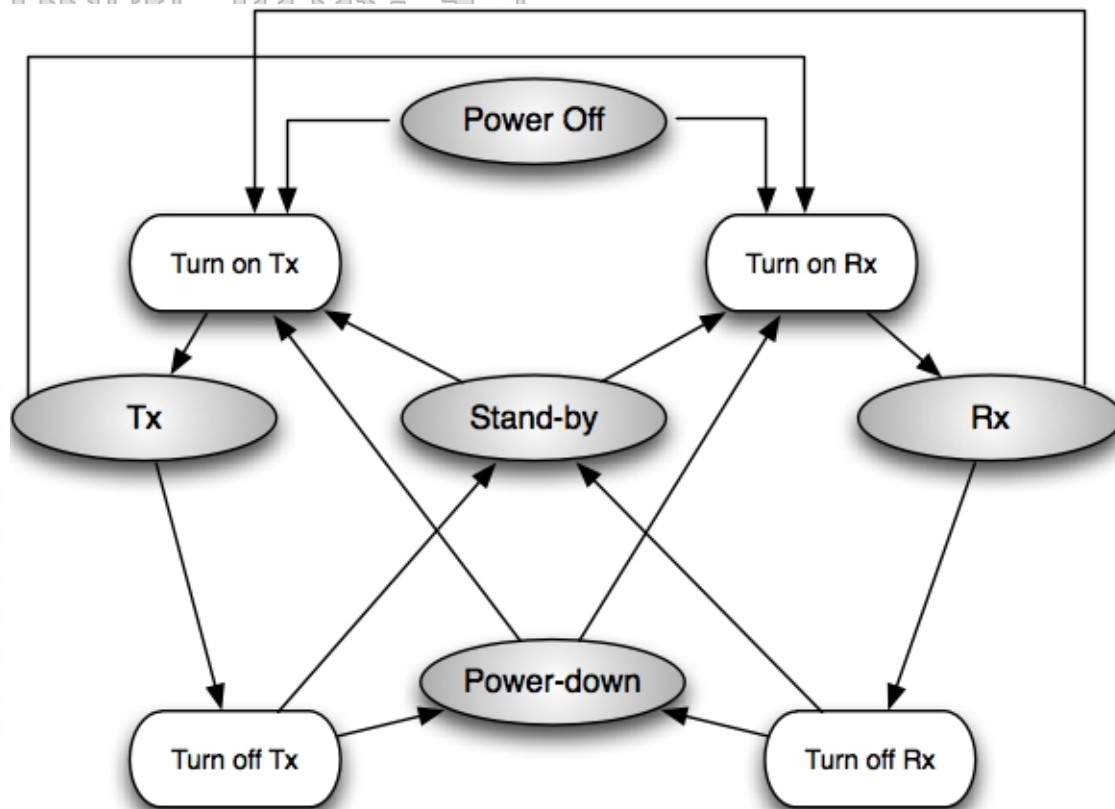 Power Off
Turn on Tx
Turn on Rx
Tx
Stand-by
Rx
Power-down
Turn off Tx
Turn off Rx